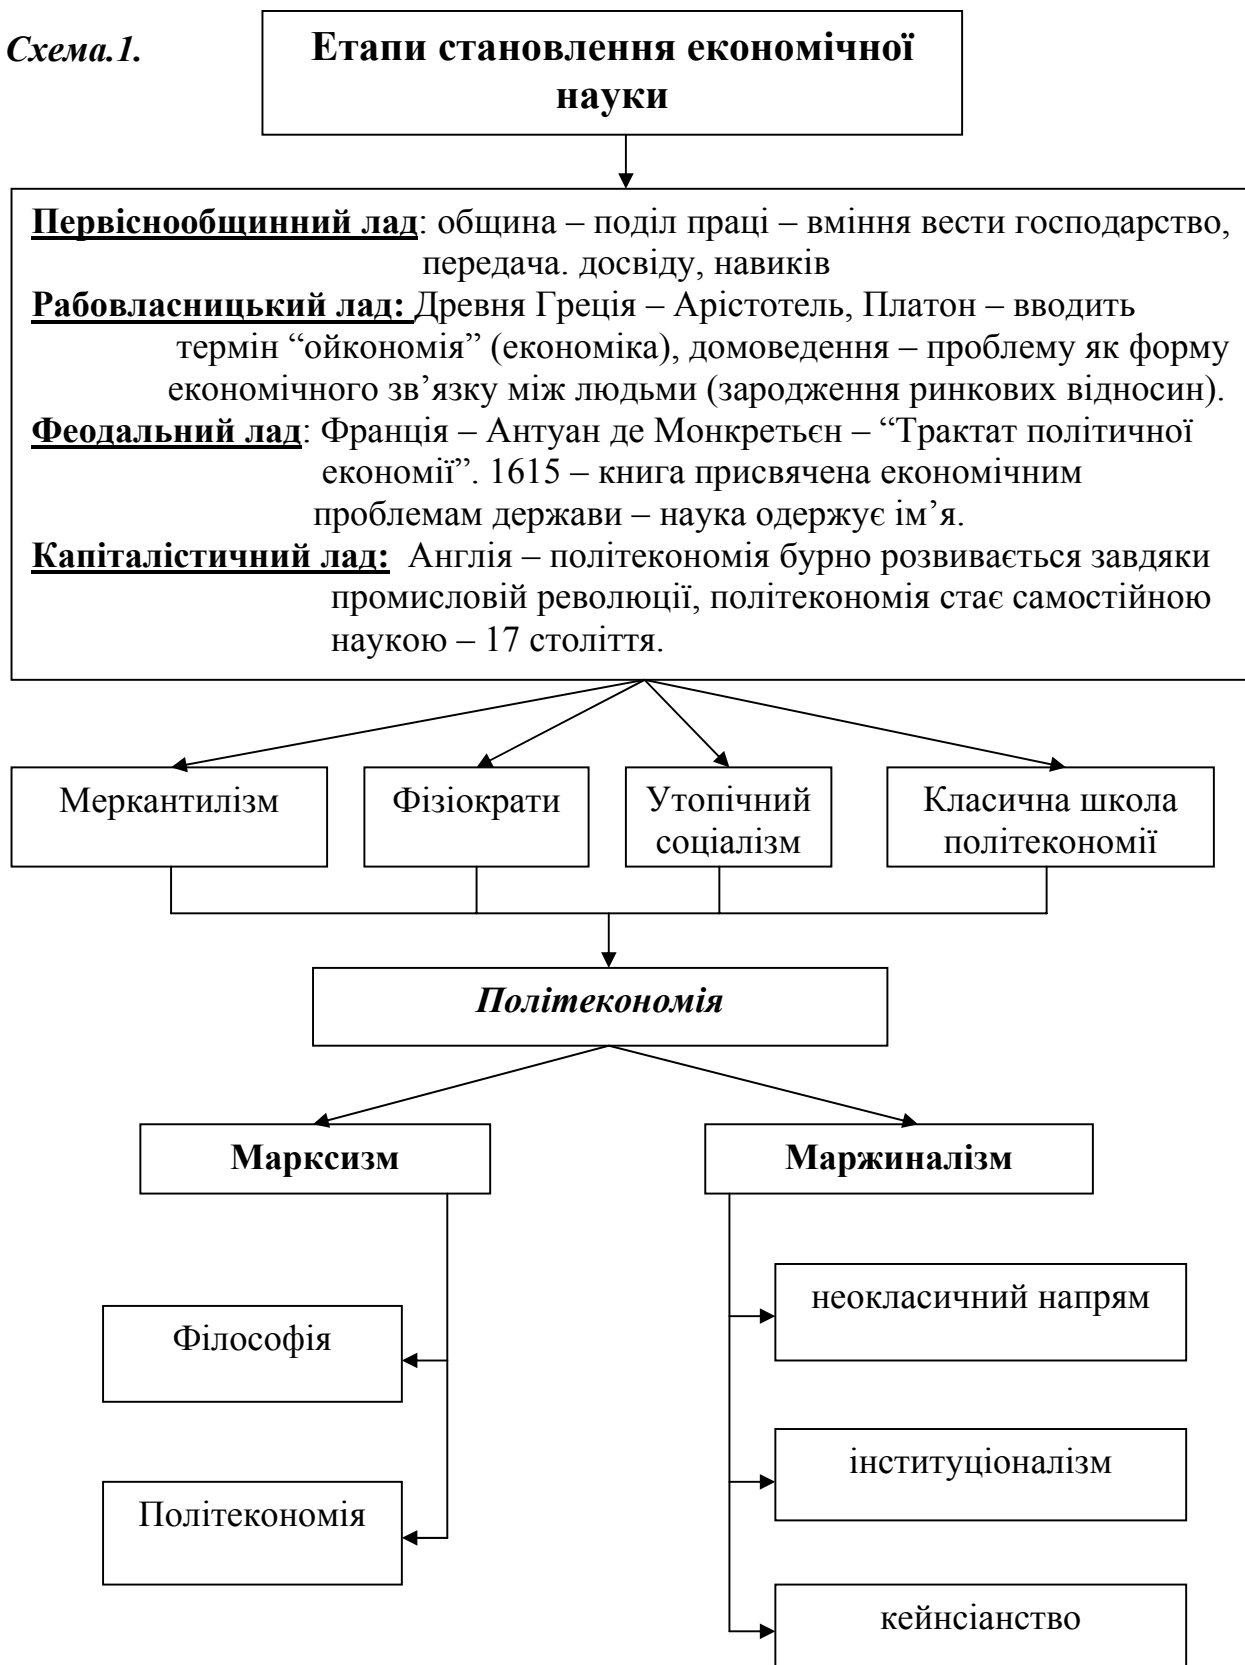 Схема.1.
Етапи становлення економічної
науки
Первіснообщинний лад: община – поділ праці – вміння вести господарство,
передача. досвіду, навиків
Рабовласницький лад: Древня Греція – Арістотель, Платон – вводить
термін “ойкономія” (економіка), домоведення – проблему як форму
економічного зв’язку між людьми (зародження ринкових відносин).
Феодальний лад: Франція – Антуан де Монкретьєн – “Трактат політичної
економії”. 1615 – книга присвячена економічним
проблемам держави – наука одержує ім’я.
Капіталістичний лад: Англія – політекономія бурно розвивається завдяки
промисловій революції, політекономія стає самостійною
наукою – 17 століття.
Меркантилізм
Фізіократи
Утопічний
соціалізм
Класична школа
політекономії
Політекономія
Марксизм
Маржиналізм
неокласичний напрям
Філософія
інституціоналізм
Політекономія
кейнсіанство